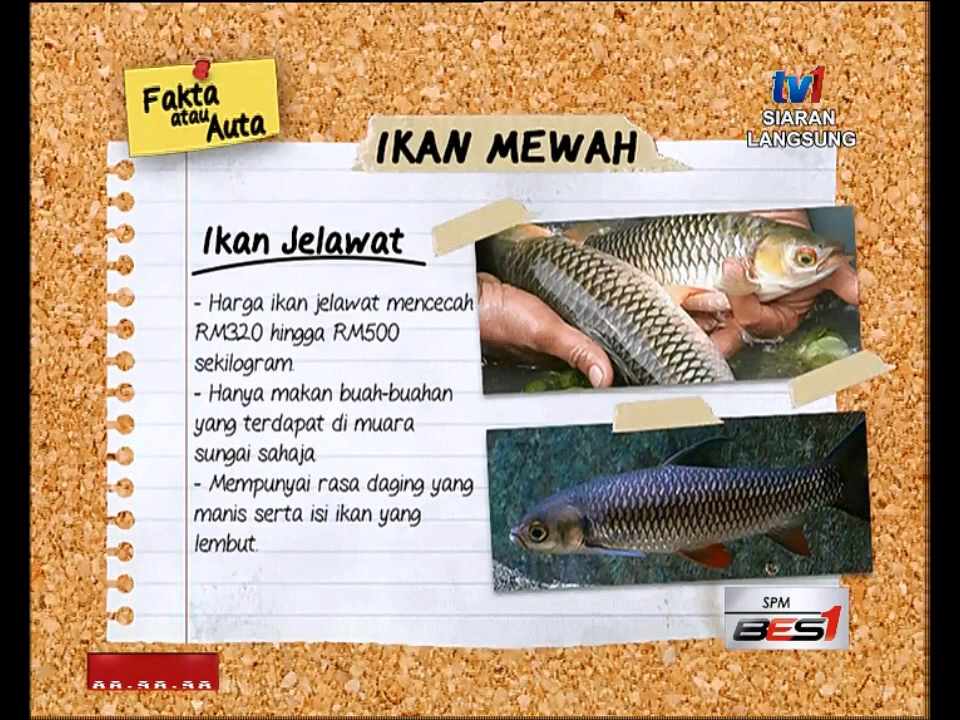 Fakta
atau
Auta
tv1
SIARAN
LANGSUNG
IKAN MEWAH
Ikan Jelawat
- Harga ikan jelawat mencecah
RM320 hingga RM500
sekilogram.
- Hanya makan buah-buahan
yang terdapat di muara
sungai sahaja
- Mempunyai rasa daging yang
manis serta isi ikan yang
lembut.
SPM
BES1